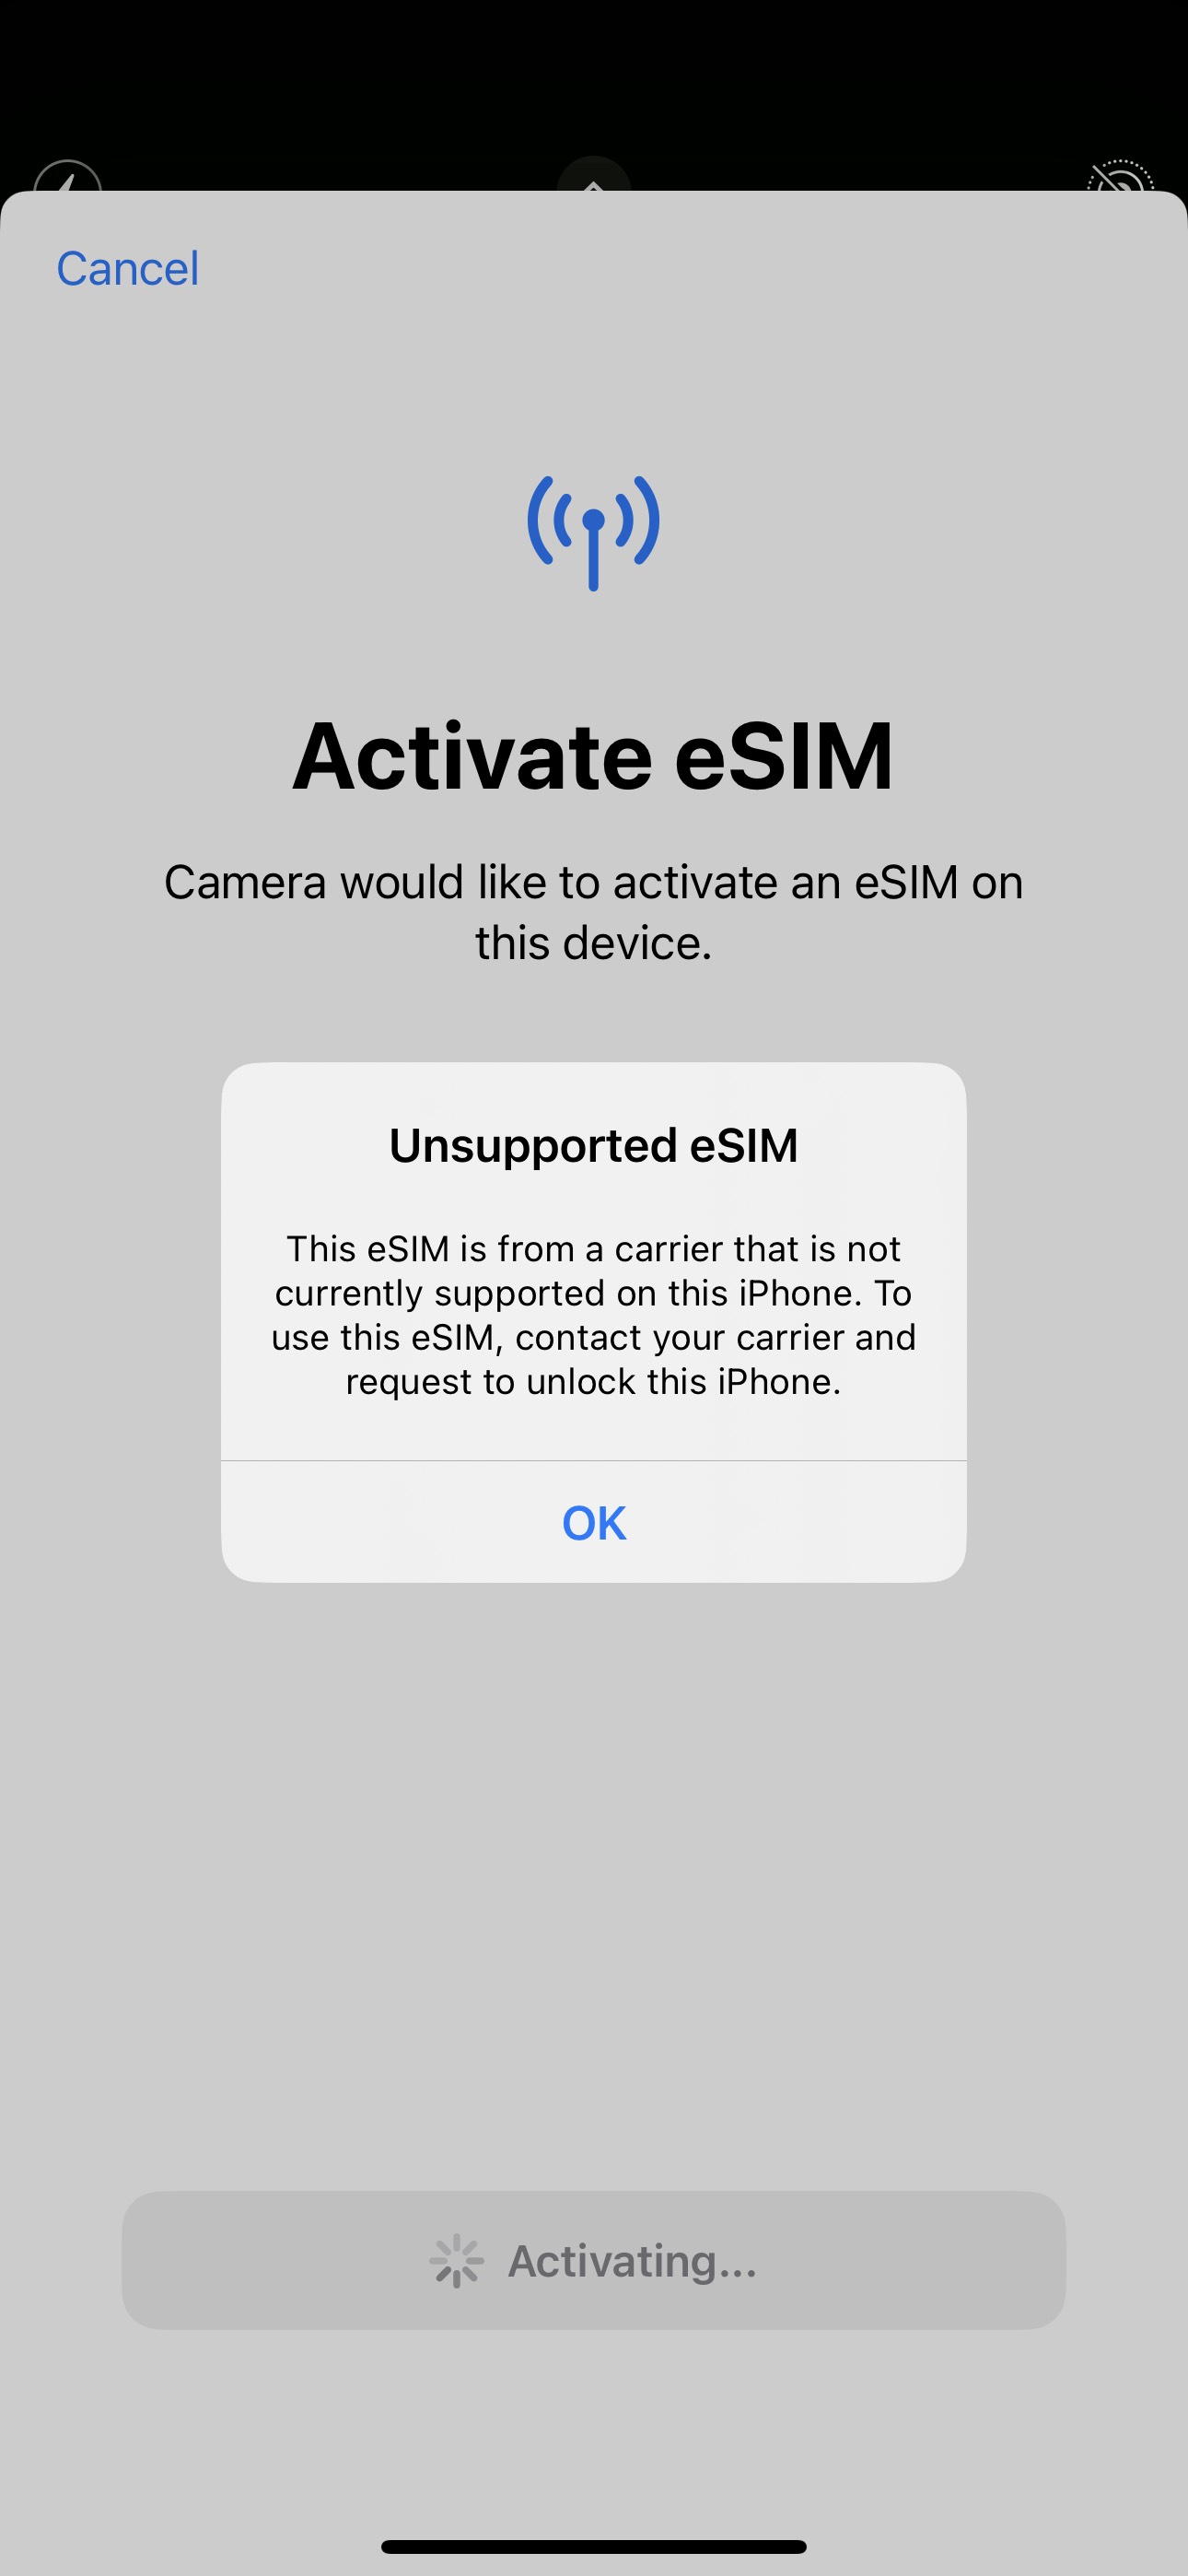 Cancel
Activate eSIM
Camera would like to activate an eSIM on
this device.
Unsupported eSIM
This eSIM is from a carrier that is not
currently supported on this iPhone. To
use this eSIM, contact your carrier and
request to unlock this iPhone.
OK
Activating...